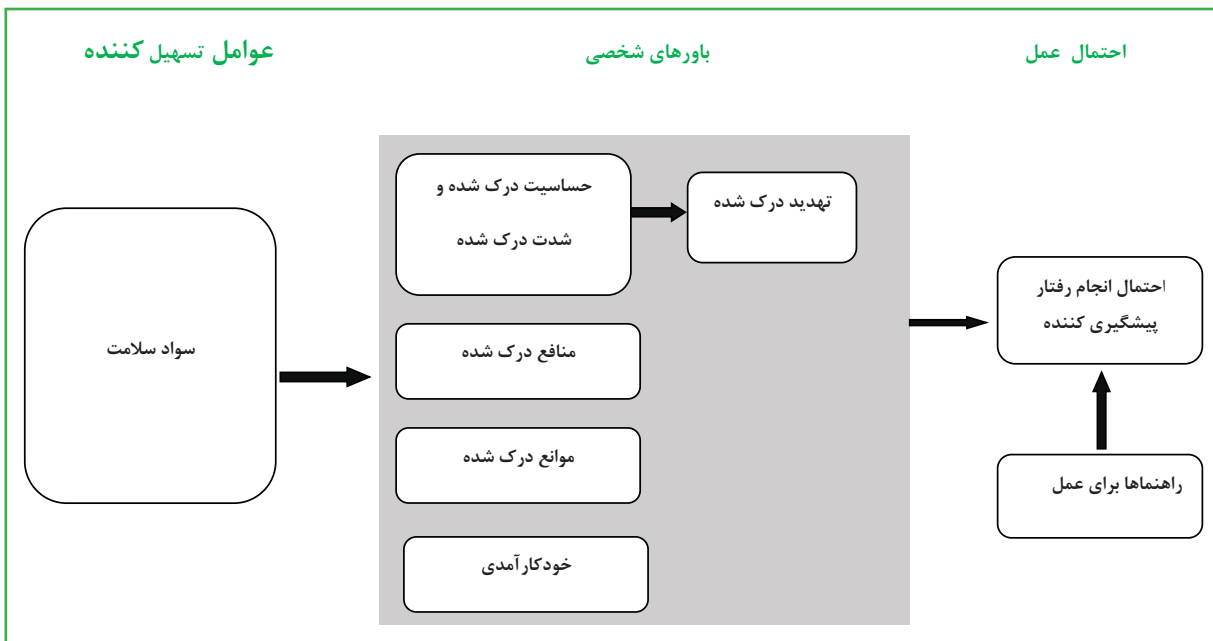 عوامل تسهیل کننده
باورهای شخصی
احتمال عمل
سواد سلامت
حساسیت درک شده و
شدت درک شده
تهدید درک شده
منافع درک شده
موانع درک شده
خودکارآمدی
احتمال انجام رفتار
پیشگیری کننده
راهنماها برای عمل